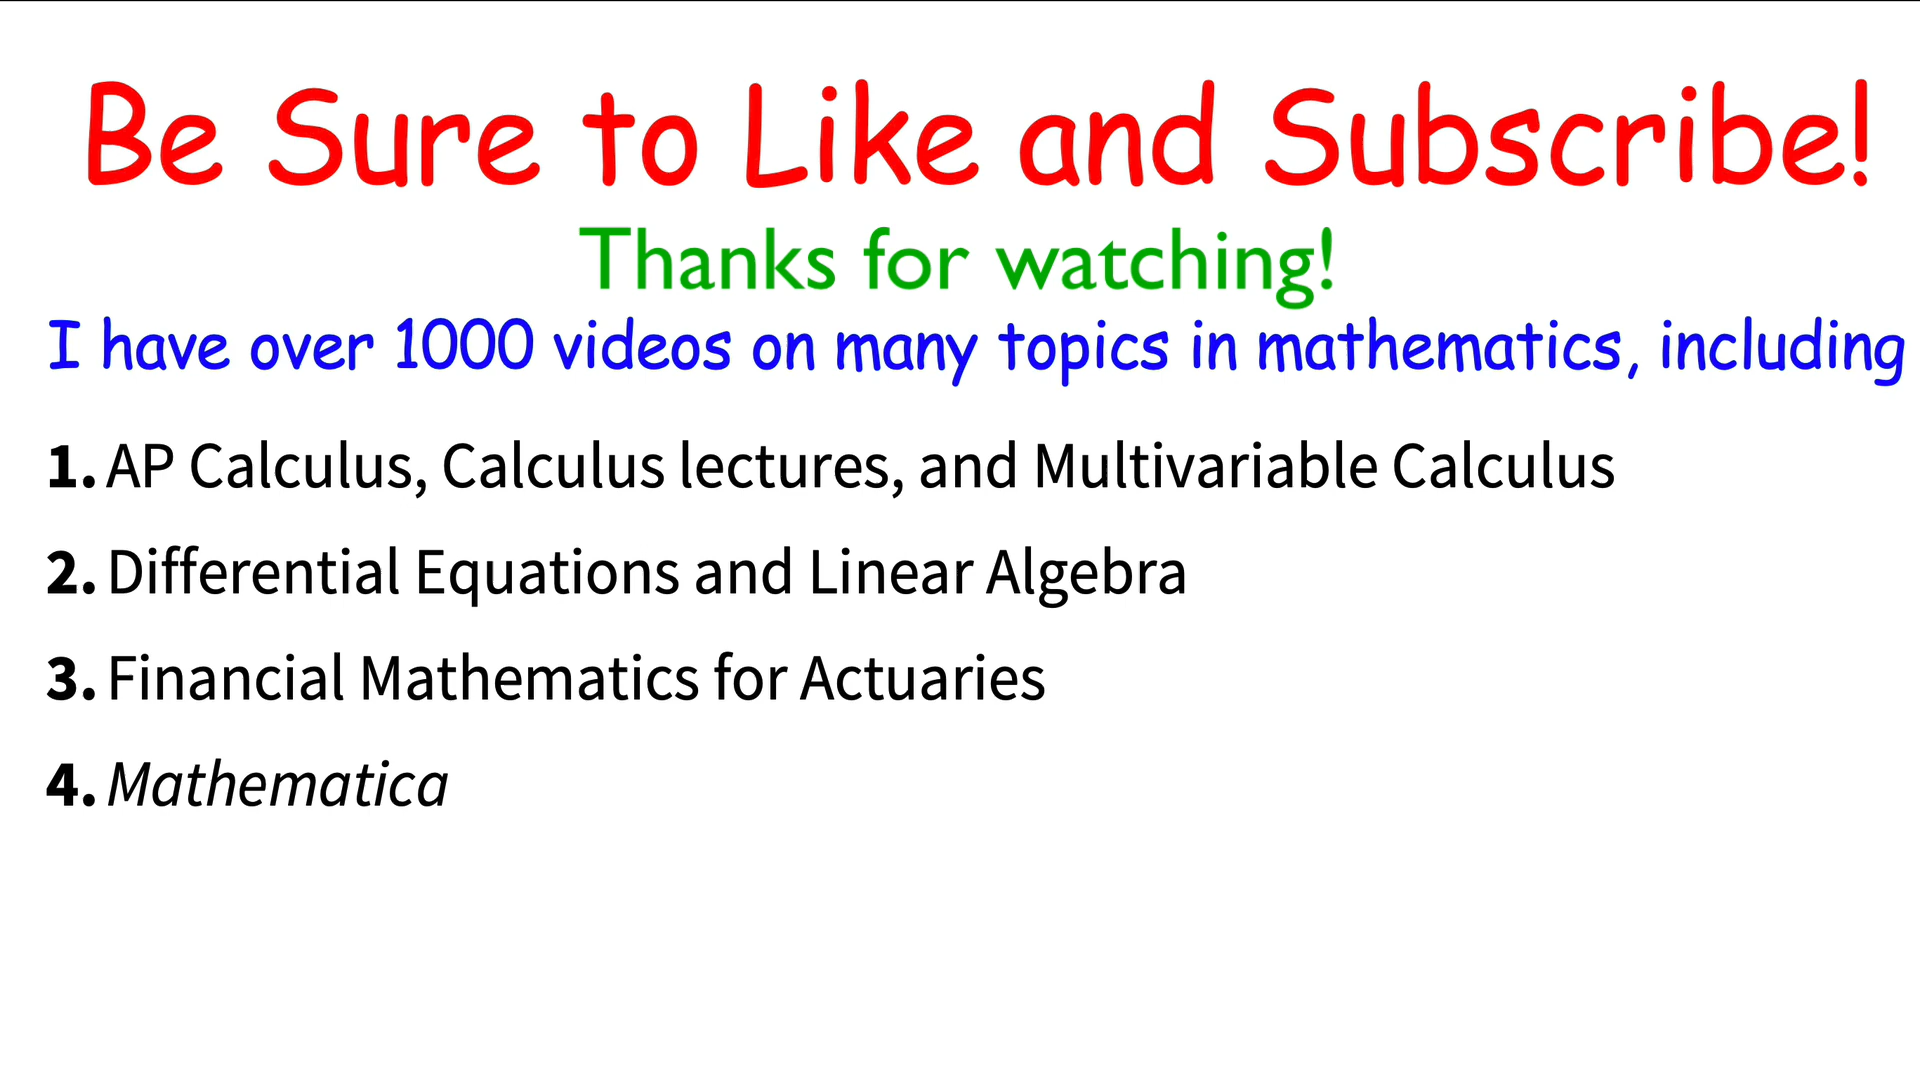 Be Sure to Like and Subscribe!
Thanks for watching!
I have over 1000 videos on many topics in mathematics, including
1. AP Calculus, Calculus lectures, and Multivariable Calculus
2. Differential Equations and Linear Algebra
3. Financial Mathematics for Actuaries
4. Mathematica